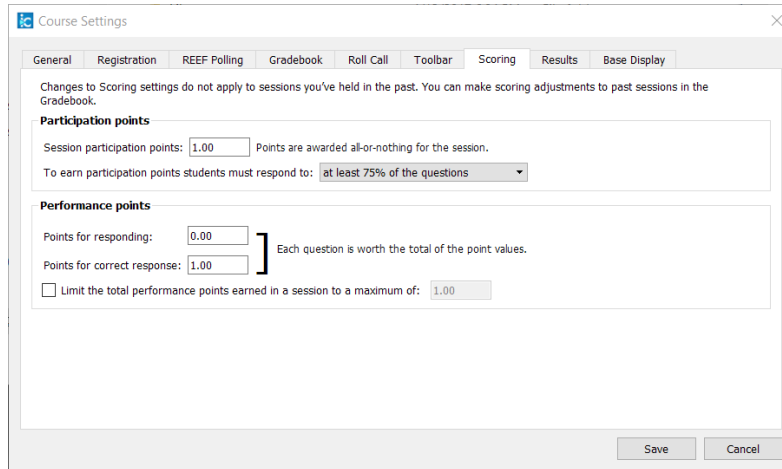 iC Course Settings
General Registration REEF Polling Gradebook Roll Call Toolbar Scoring Results Base Display
Changes to Scoring settings do not apply to sessions you've held in the past. You can make scoring adjustments to past sessions in the
Gradebook.
Participation points
Session participation points: 1.00 Points are awarded all-or-nothing for the session.
To earn participation points students must respond to: at least 75% of the questions
Performance points
Points for responding: 0.00
Each question is worth the total of the point values.
Points for correct response: 1.00
Limit the total performance points earned in a session to a maximum of: 1.00
Save Cancel